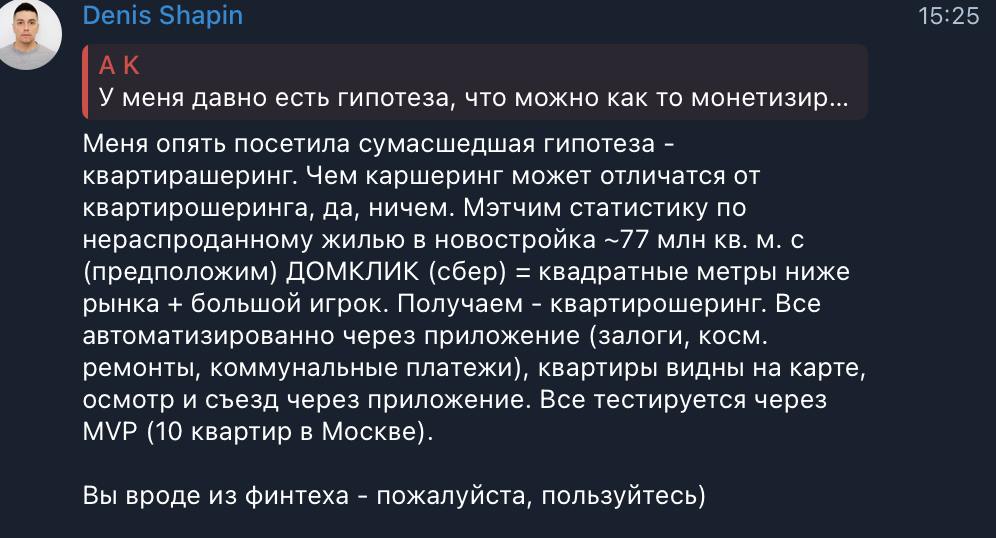 Denis Shapin 15:25
A K
У меня давно есть гипотеза, что можно как то монетизир...
Меня опять посетила сумасшедшая гипотеза -
квартирашеринг. Чем каршеринг может отличатся от
квартирошеринга, да, ничем. Мэтчим статистику по
нераспроданному жилью в новостройка ~77 млн кв. м. с
(предположим) ДОМКЛИК (сбер) = квадратные метры ниже
рынка + большой игрок. Получаем - квартирошеринг. Все
автоматизированно через приложение (залоги, косм.
ремонты, коммунальные платежи), квартиры видны на карте,
осмотр и съезд через приложение. Все тестируется через
MVP (10 квартир в Москве).
Вы вроде из финтеха - пожалуйста, пользуйтесь)